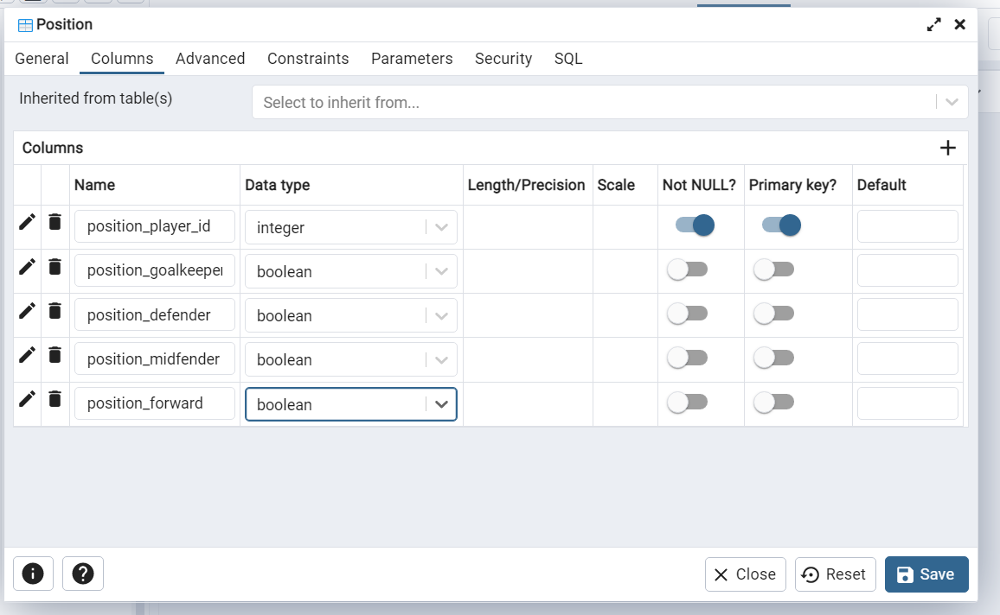 Position
General Columns Advanced Constraints Parameters Security SQL
Inherited from table(s) Select to inherit from...
Columns
Name Data type Length/Precision Scale Not NULL? Primary key? Default
position_player_id integer
position_goalkeeper boolean
position_defender boolean
position_midfender boolean
position_forward boolean
Close Reset Save